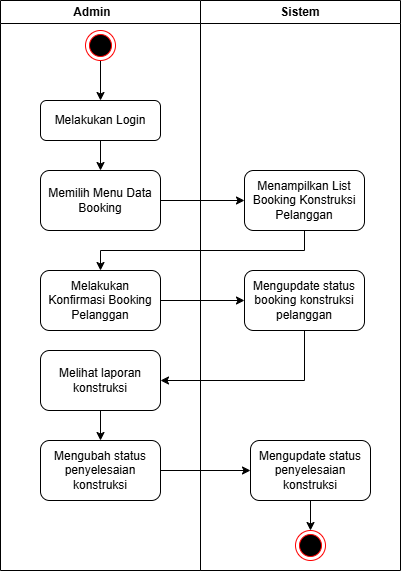 Admin
Sistem
Melakukan Login
Memilih Menu Data
Booking
Menampilkan List
Booking Konstruksi
Pelanggan
Melakukan
Konfirmasi Booking
Pelanggan
Mengupdate status
booking konstruksi
pelanggan
Melihat laporan
konstruksi
Mengubah status
penyelesaian
konstruksi
Mengupdate status
penyelesaian
konstruksi